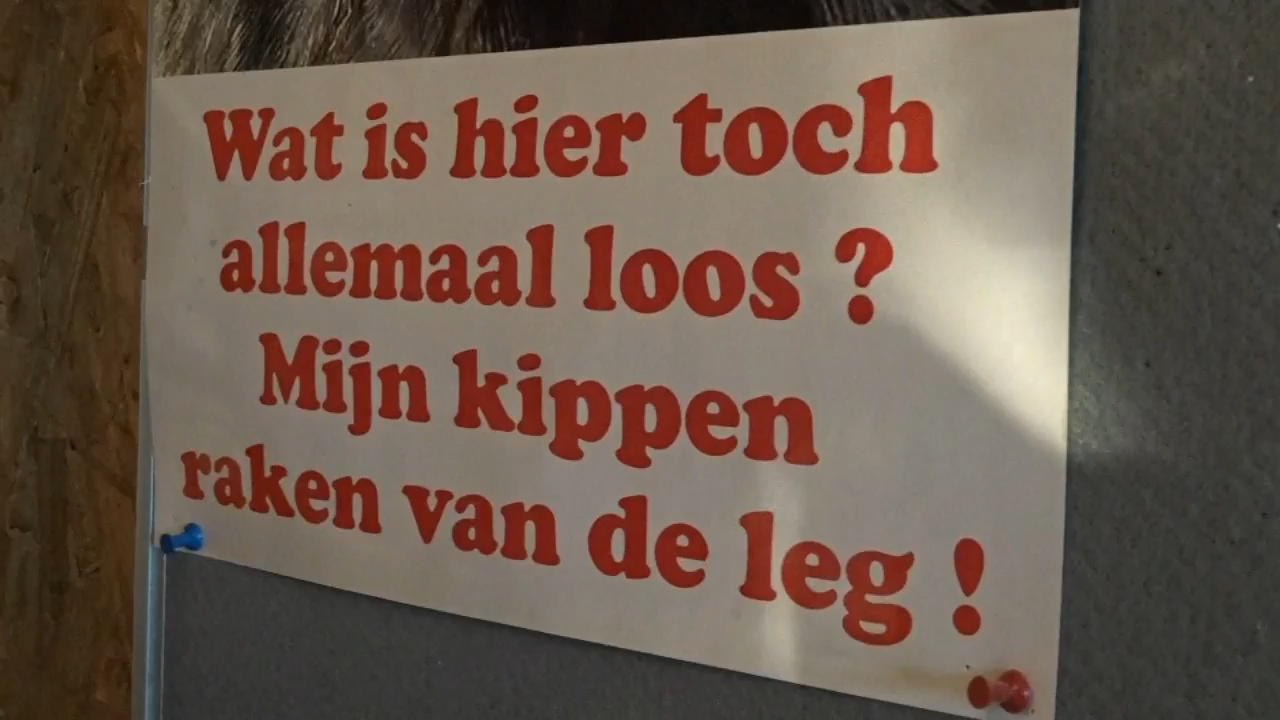 Wat is hier toch
allemaal loos ?
Mijn kippen
raken van de leg !